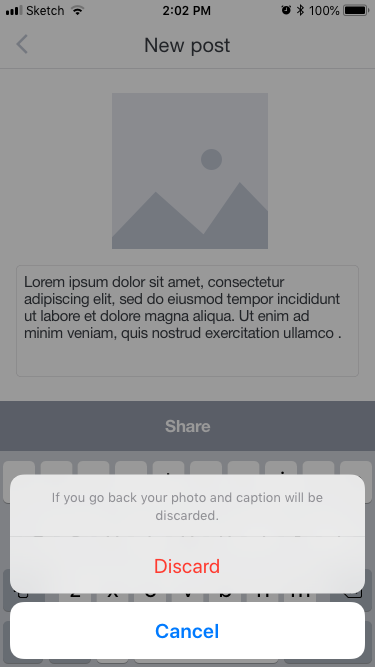 Sketch 2:02 PM 100%
New post
Lorem ipsum dolor sit amet, consectetur
adipiscing elit, sed do eiusmod tempor incididunt
ut labore et dolore magna aliqua. Ut enim ad
minim veniam, quis nostrud exercitation ullamco .
Share
If you go back your photo and caption will be
discarded.
Discard
Cancel